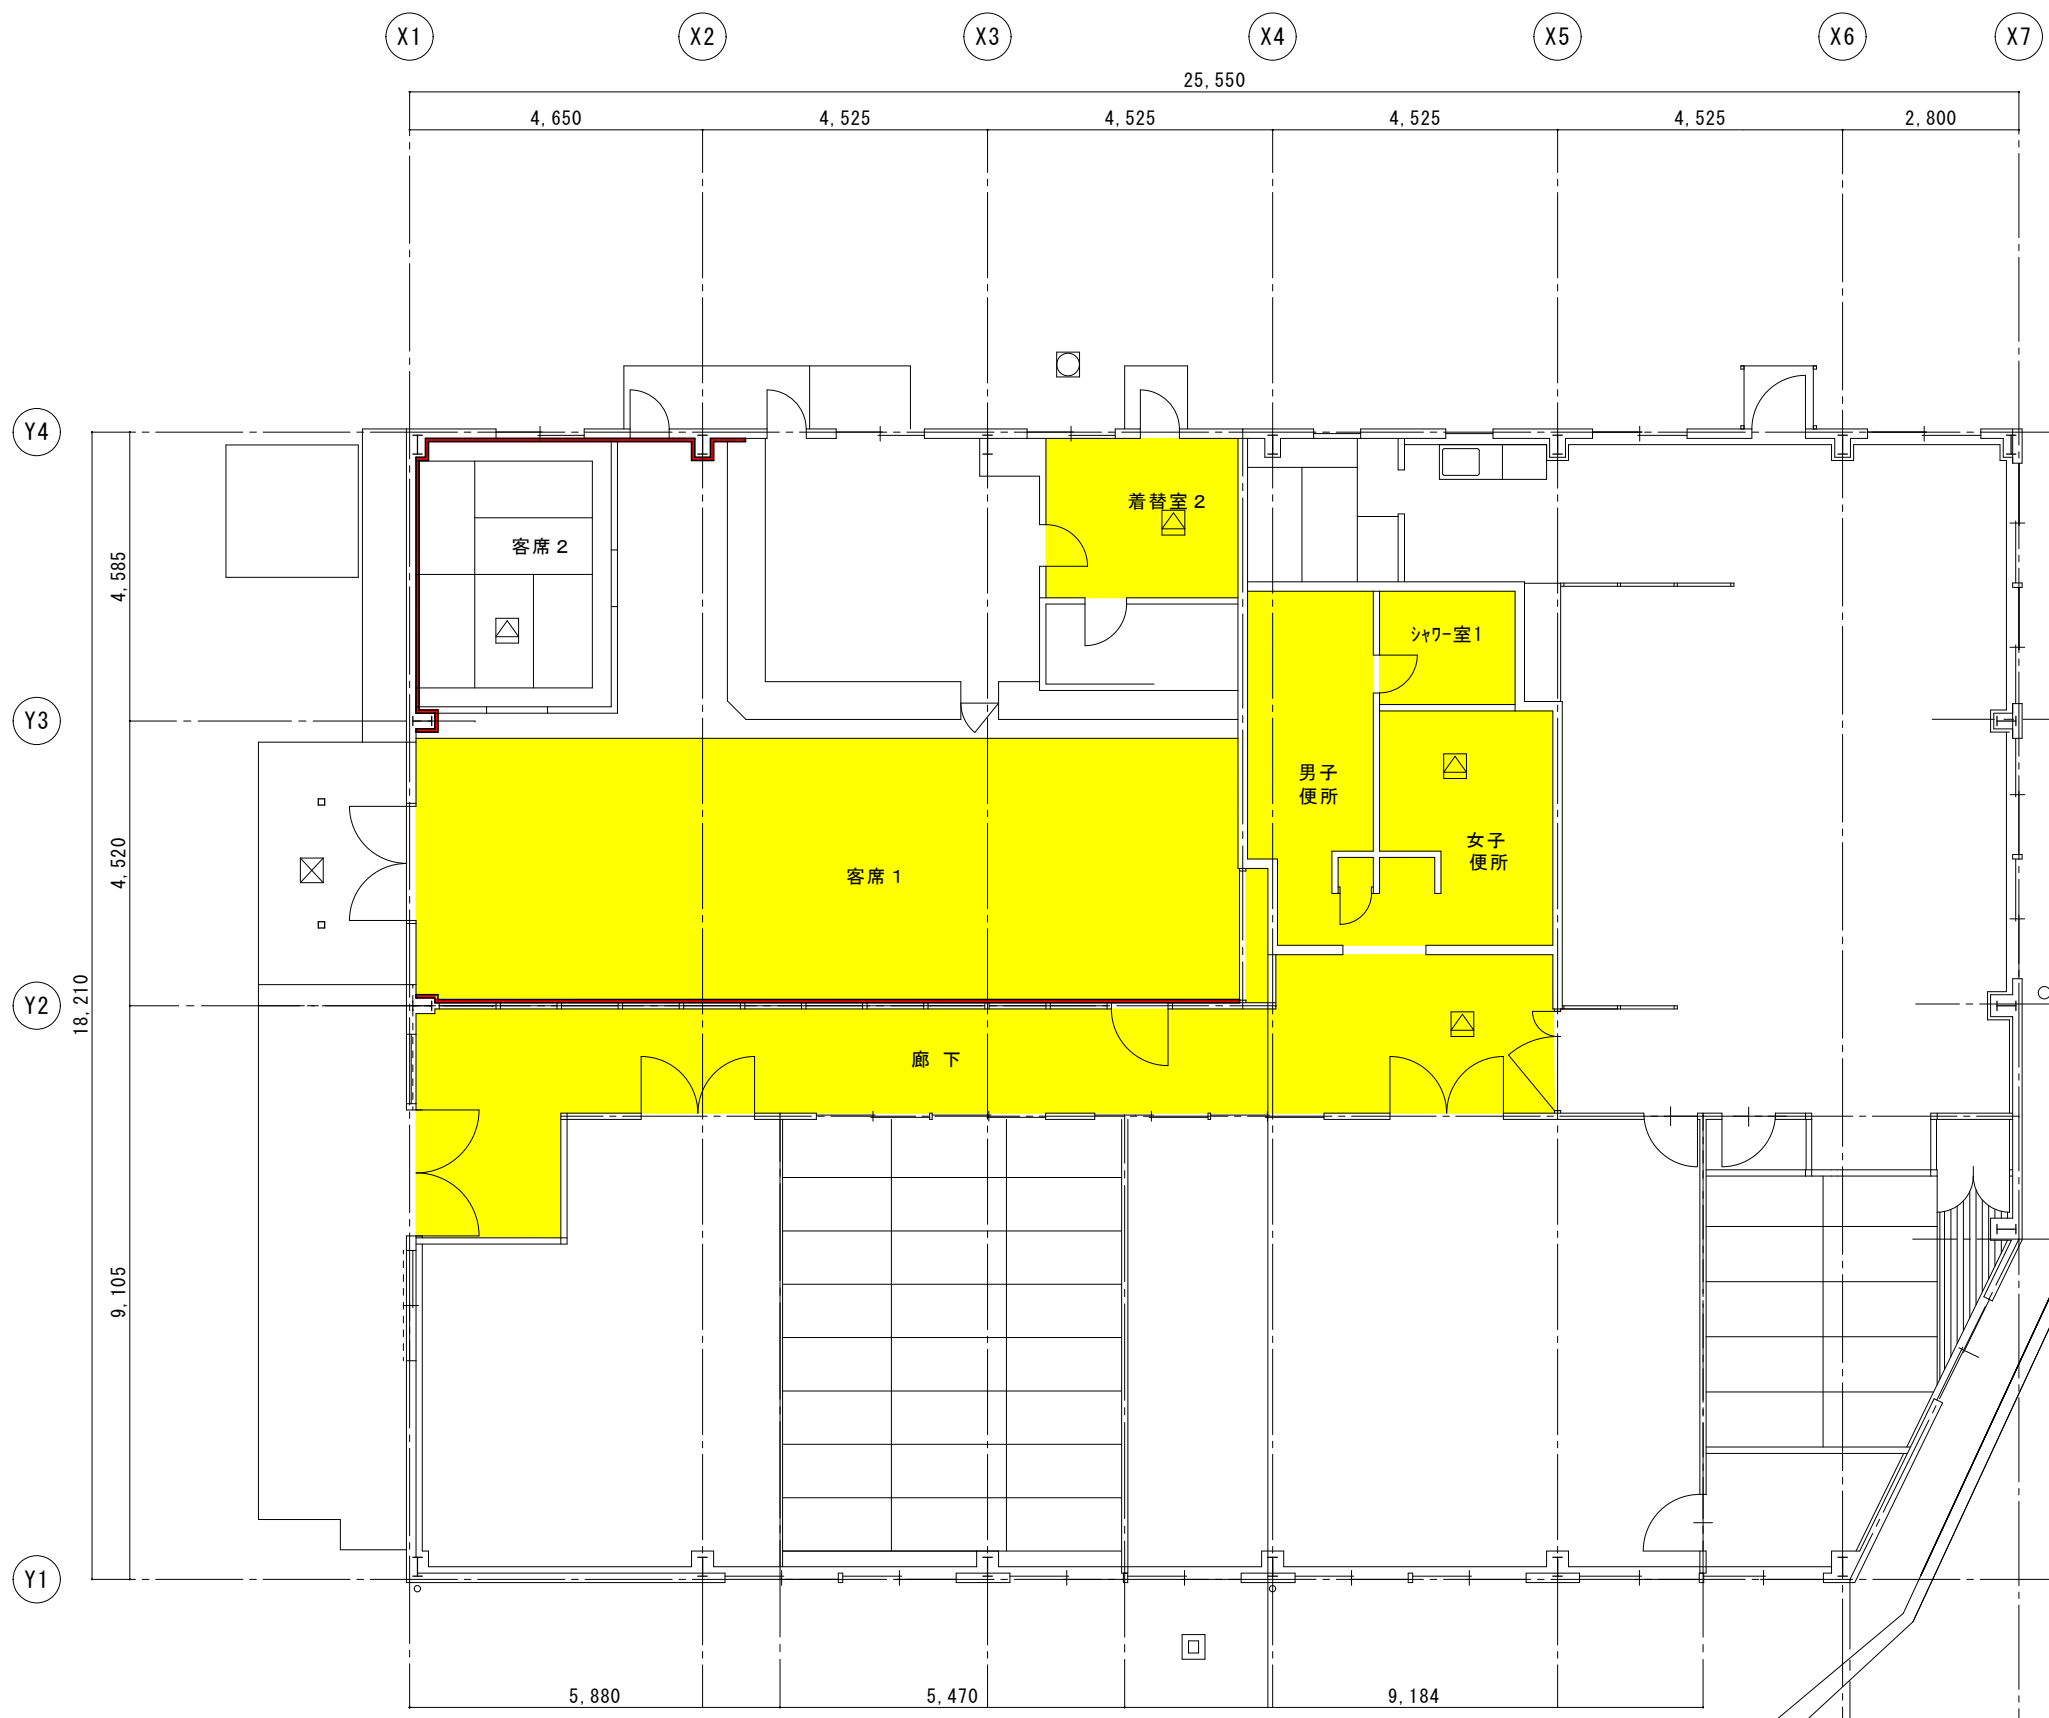 X1 X2 X3 X4 X5 X6 X7
25,550
4,650 4,525 4,525 4,525 4,525 2,800
Y4
着替室2
客席2
4,585
シャワー室1
Y3
男子
便所
女子
便所
4,520
客席1
Y2
18,210
廊下
9,105
Y1
5,880 5,470 9,184